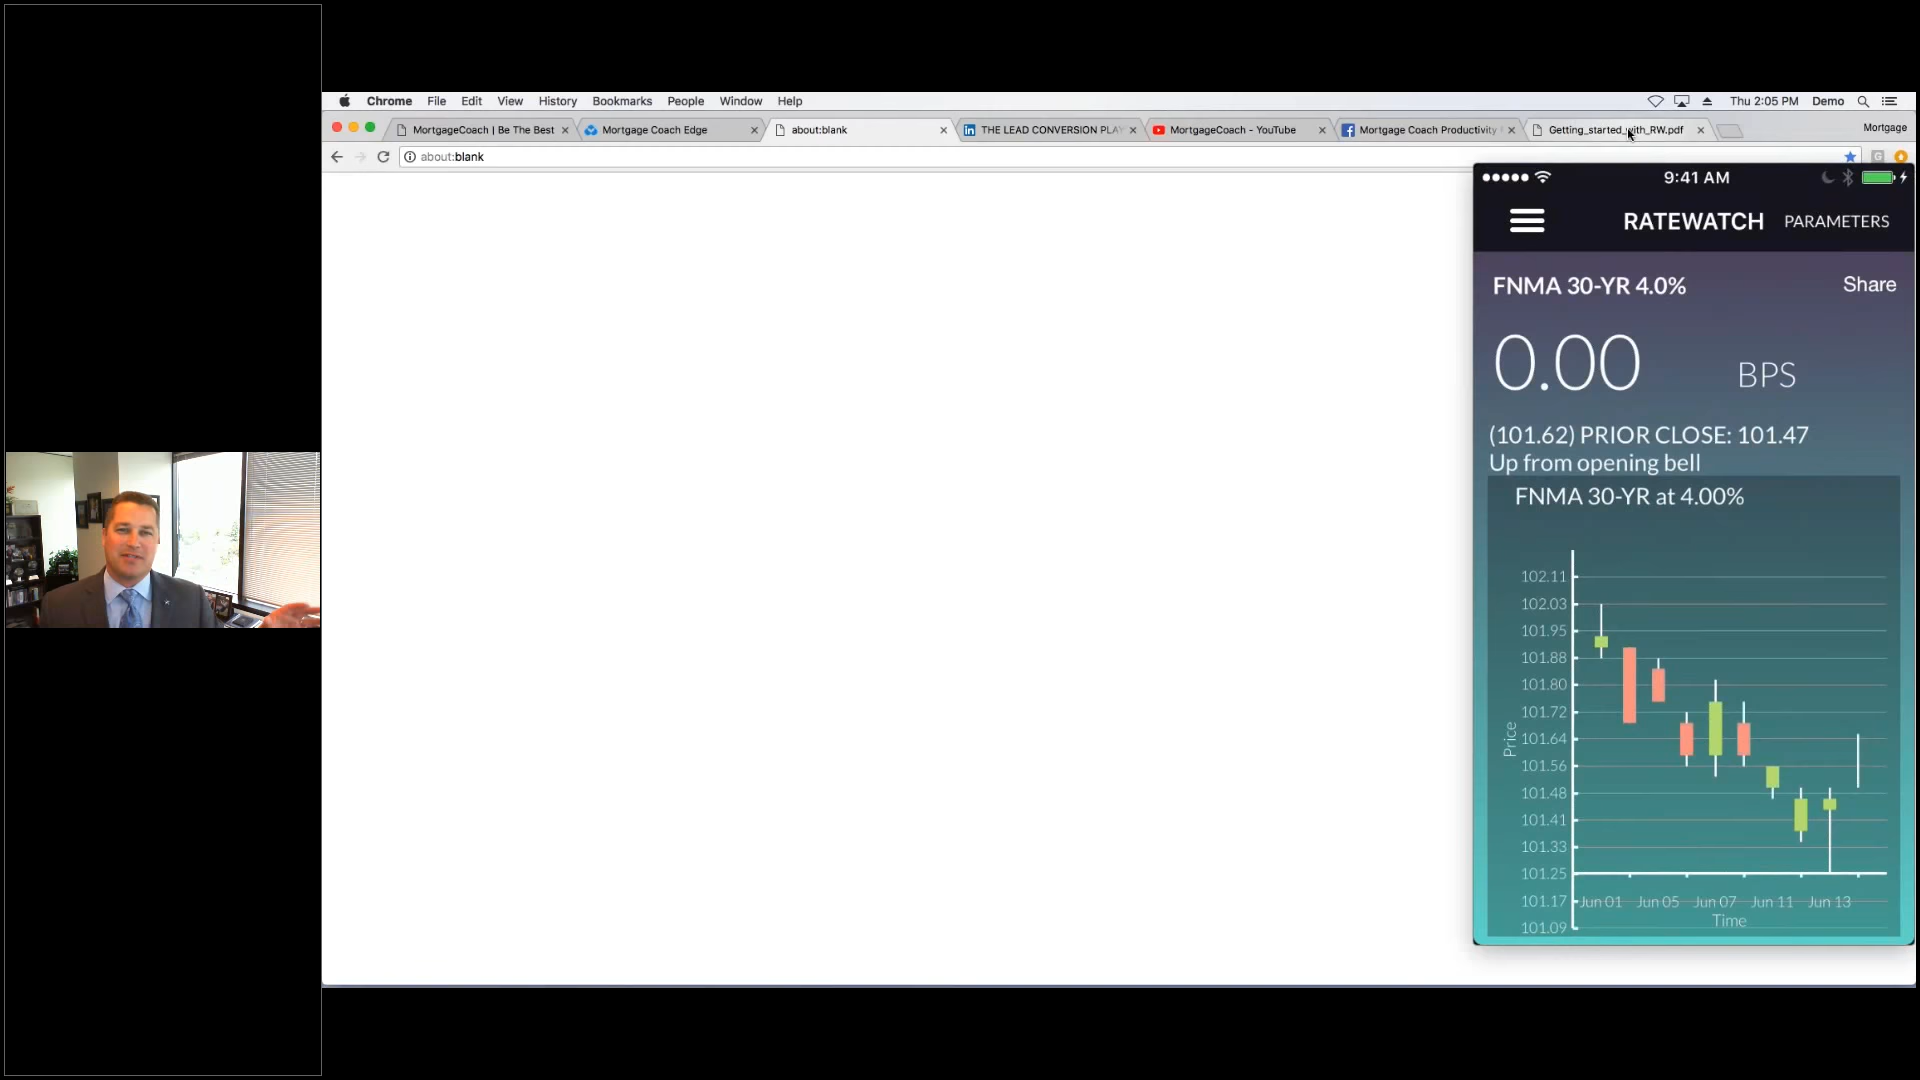 Chrome File Edit View History Bookmarks People Window Help
Thu 2:05 PM Demo
MortgageCoach | Be The Best
Mortgage Coach Edge
about:blank
THE LEAD CONVERSION PLA
MortgageCoach - YouTube
Mortgage Coach Productivity
Getting_started_with_RW.pdf
Mortgage
about:blank
9:41 AM
RATEWATCH PARAMETERS
FNMA 30-YR 4.0% Share
0.00 BPS
(101.62) PRIOR CLOSE: 101.47
Up from opening bell
FNMA 30-YR at 4.00%
102.11
102.03
101.95
101.88
101.80
101.72
101.64
101.56
101.48
101.41
101.33
101.25
101.17
101.09
Price
Jun 01 Jun 05 Jun 07 Jun 11 Jun 13
Time